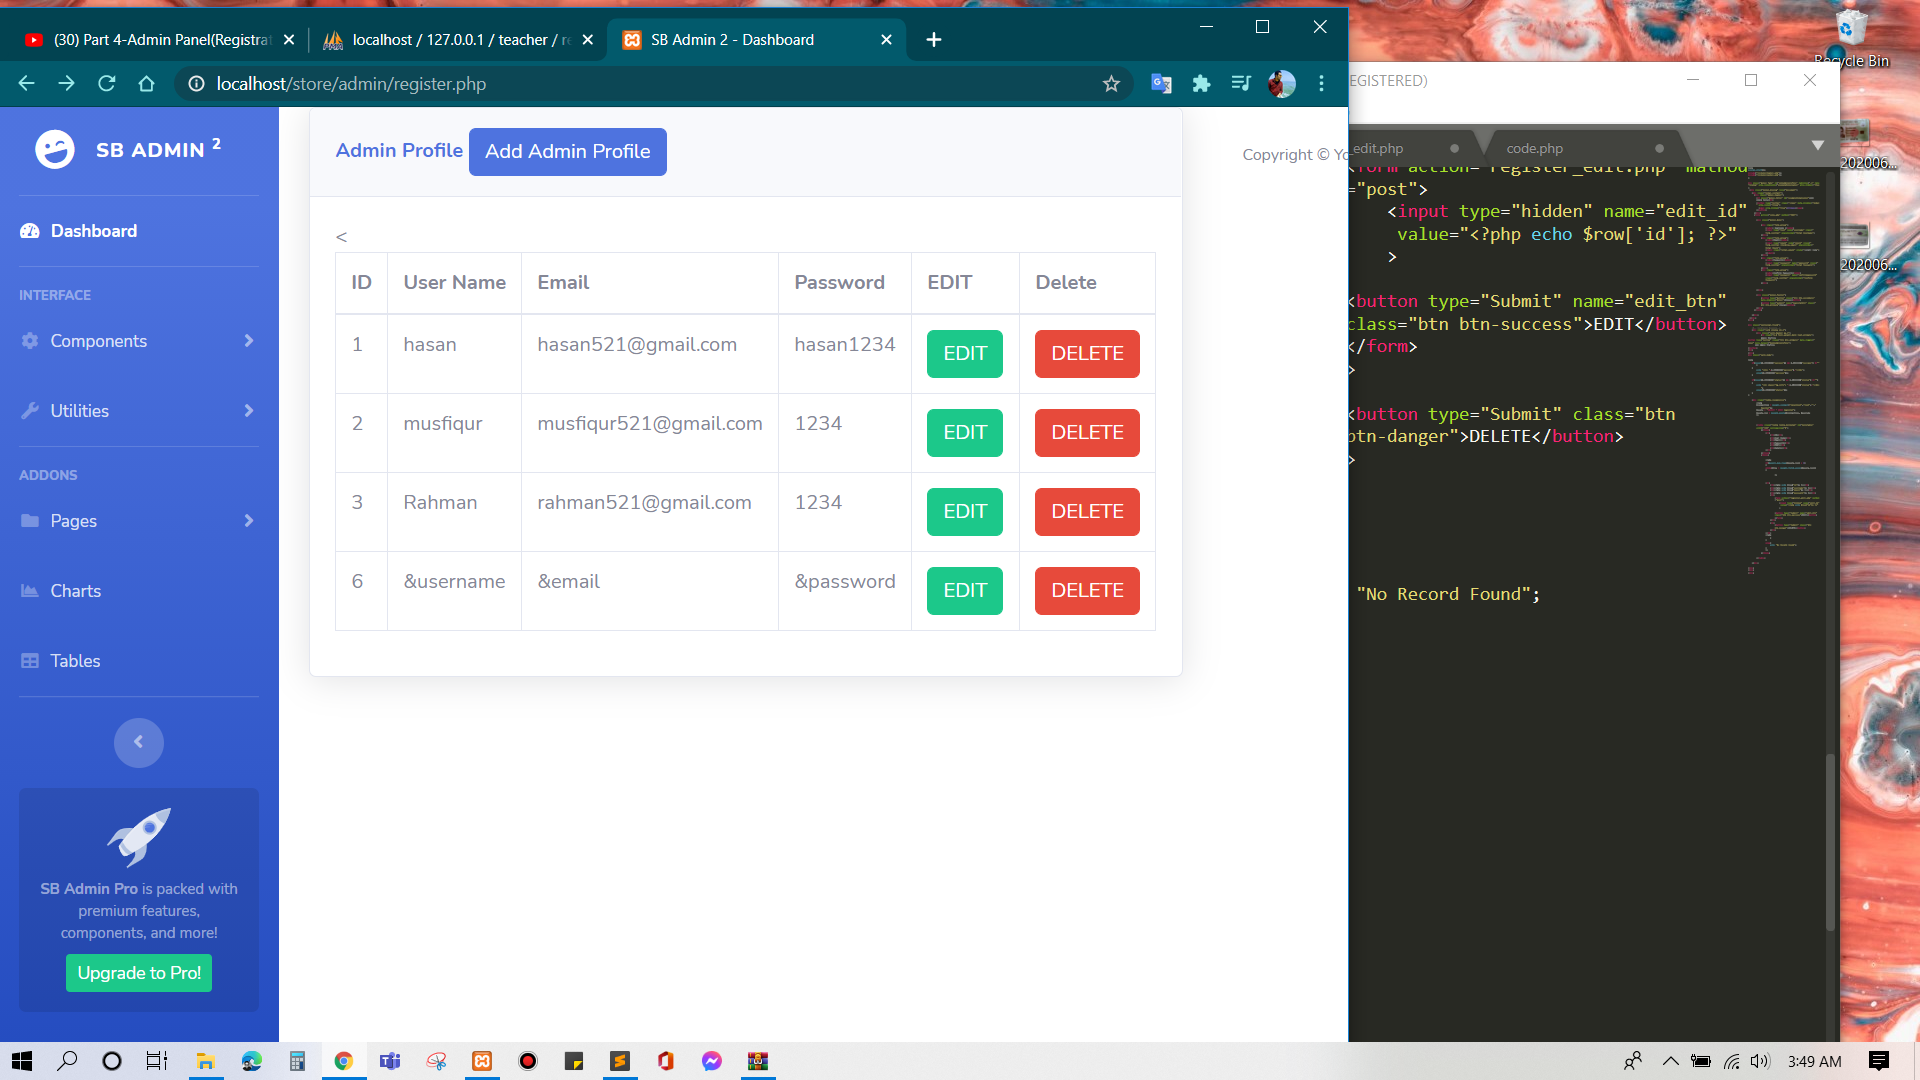 (30) Part 4-Admin Panel(Registra
localhost / 127.0.0.1 / teacher / re
SB Admin 2 - Dashboard
localhost/store/admin/register.php
Recycle Bin
EGISTERED)
_edit.php
code.php
202006...
202006...
SB ADMIN 2
Dashboard
INTERFACE
Components
Utilities
ADDONS
Pages
Charts
Tables
SB Admin Pro is packed with
premium features,
components, and more!
Upgrade to Pro!
Admin Profile Add Admin Profile
Copyright © Yo
<
ID User Name Email Password EDIT Delete
1 hasan hasan521@gmail.com hasan1234 EDIT DELETE
2 musfiqur musfiqur521@gmail.com 1234 EDIT DELETE
3 Rahman rahman521@gmail.com 1234 EDIT DELETE
6 &username &email &password EDIT DELETE
<form action="register_edit.php" mathod
="post">
<input type="hidden" name="edit_id"
value="<?php echo $row['id']; ?>"
>
<button type="Submit" name="edit_btn"
class="btn btn-success">EDIT</button>
</form>
>
<button type="Submit" class="btn
btn-danger">DELETE</button>
>
"No Record Found";
3:49 AM